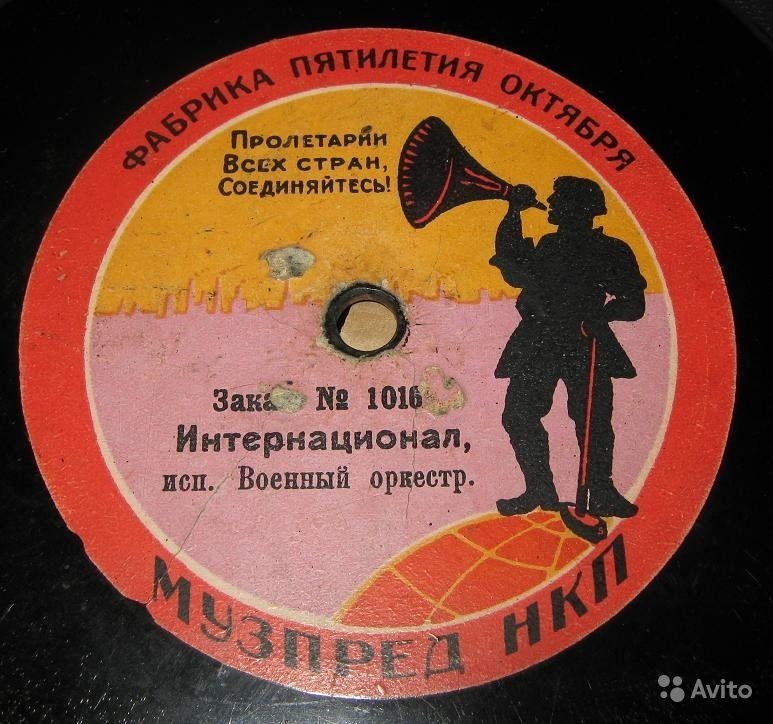 ФАБРИКА ПЯТИЛЕТИЯ ОКТЯБРЯ
ПРОЛЕТАРИИ
ВСЕХ СТРАН,
СОЕДИНЯЙТЕСЬ!
№ 1016
Интернационал,
исп. Военный оркестр.
МУЗПРЕД НКП
Avito